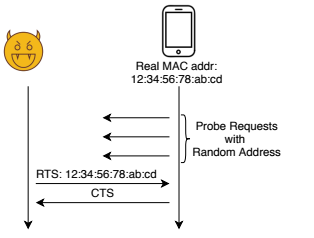 Real MAC addr:
12:34:56:78:ab:cd
Probe Requests
with
Random Address
RTS: 12:34:56:78:ab:cd
CTS